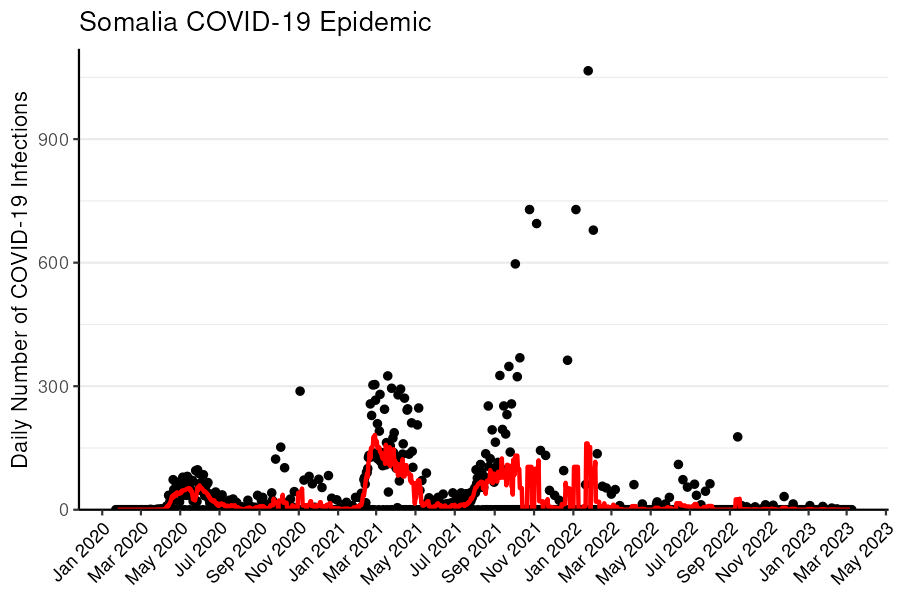 Somalia COVID-19 Epidemic
Daily Number of COVID-19 Infections
900
600
300
0
Jan 2020
Mar 2020
May 2020
Jul 2020
Sep 2020
Nov 2020
Jan 2021
Mar 2021
May 2021
Jul 2021
Sep 2021
Nov 2021
Jan 2022
Mar 2022
May 2022
Jul 2022
Sep 2022
Nov 2022
Jan 2023
Mar 2023
May 2023